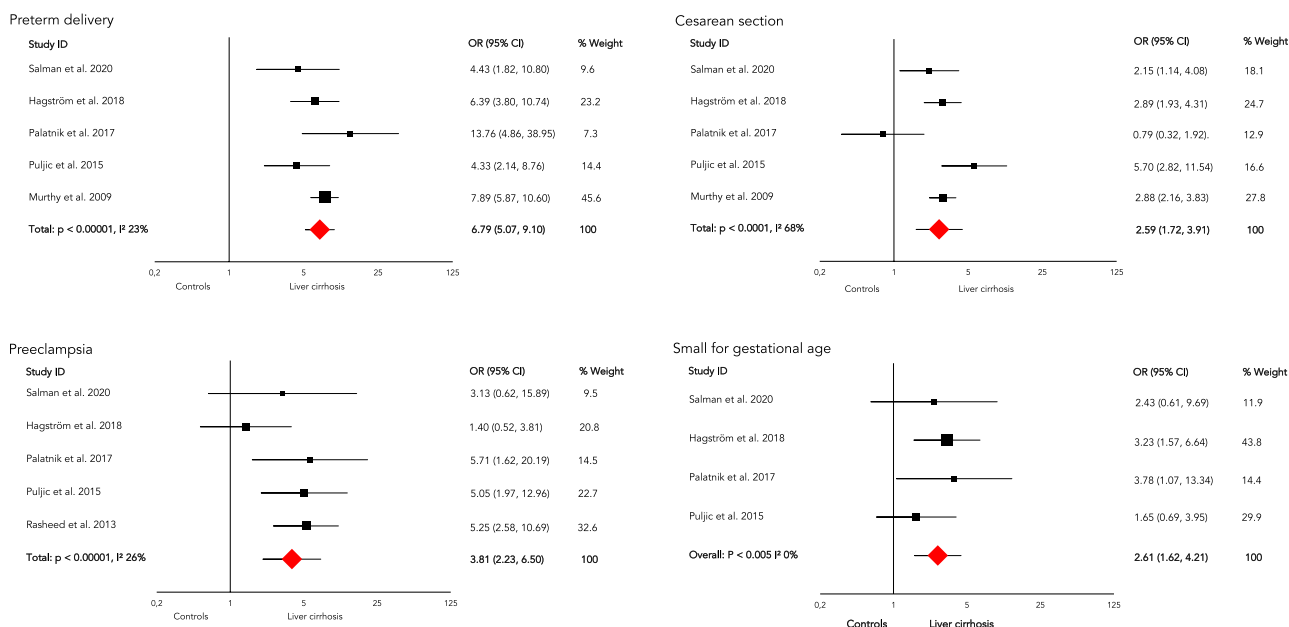 Preterm delivery
Study ID OR (95% CI) % Weight
Salman et al. 2020 4.43 (1.82, 10.80) 9.6
Hagström et al. 2018 6.39 (3.80, 10.74) 23.2
Palatnik et al. 2017 13.76 (4.86, 38.95) 7.3
Puljic et al. 2015 4.33 (2.14, 8.76) 14.4
Murthy et al. 2009 7.89 (5.87, 10.60) 45.6
Total: p < 0.00001, I² 23% 6.79 (5.07, 9.10) 100
0,2 1 5 25 125
Controls Liver cirrhosis
Cesarean section
Study ID OR (95% CI) % Weight
Salman et al. 2020 2.15 (1.14, 4.08) 18.1
Hagström et al. 2018 2.89 (1.93, 4.31) 24.7
Palatnik et al. 2017 0.79 (0.32, 1.92). 12.9
Puljic et al. 2015 5.70 (2.82, 11.54) 16.6
Murthy et al. 2009 2.88 (2.16, 3.83) 27.8
Total: p < 0.0001, I² 68% 2.59 (1.72, 3.91) 100
0,2 1 5 25 125
Controls Liver cirrhosis
Preeclampsia
Study ID OR (95% CI) % Weight
Salman et al. 2020 3.13 (0.62, 15.89) 9.5
Hagström et al. 2018 1.40 (0.52, 3.81) 20.8
Palatnik et al. 2017 5.71 (1.62, 20.19) 14.5
Puljic et al. 2015 5.05 (1.97, 12.96) 22.7
Rasheed et al. 2013 5.25 (2.58, 10.69) 32.6
Total: p < 0.00001, I² 26% 3.81 (2.23, 6.50) 100
0,2 1 5 25 125
Controls Liver cirrhosis
Small for gestational age
Study ID OR (95% CI) % Weight
Salman et al. 2020 2.43 (0.61, 9.69) 11.9
Hagström et al. 2018 3.23 (1.57, 6.64) 43.8
Palatnik et al. 2017 3.78 (1.07, 13.34) 14.4
Puljic et al. 2015 1.65 (0.69, 3.95) 29.9
Overall: P < 0.005 I² 0% 2.61 (1.62, 4.21) 100
0,2 1 5 25 125
Controls Liver cirrhosis